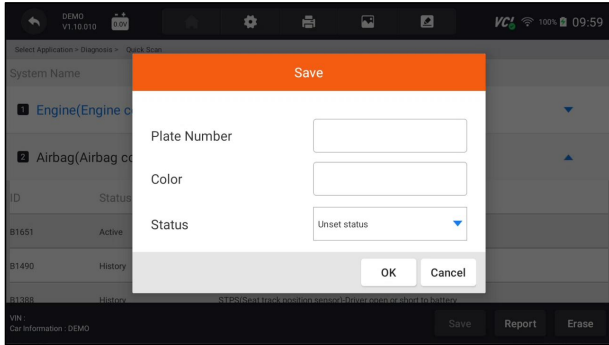 DEMO
V1.10.010
0.0V
VCI 100% 09:59
Select Application > Diagnosis > Quick Scan
System Name
Save
1 Engine(Engine c
Plate Number
2 Airbag(Airbag co
Color
ID Status
Status Unset status
B1651 Active
OK Cancel
B1490 History
B1388 History STPS(Seat track position sensor)-Driver open or short to battery
VIN :
Car Information : DEMO
Save Report Erase